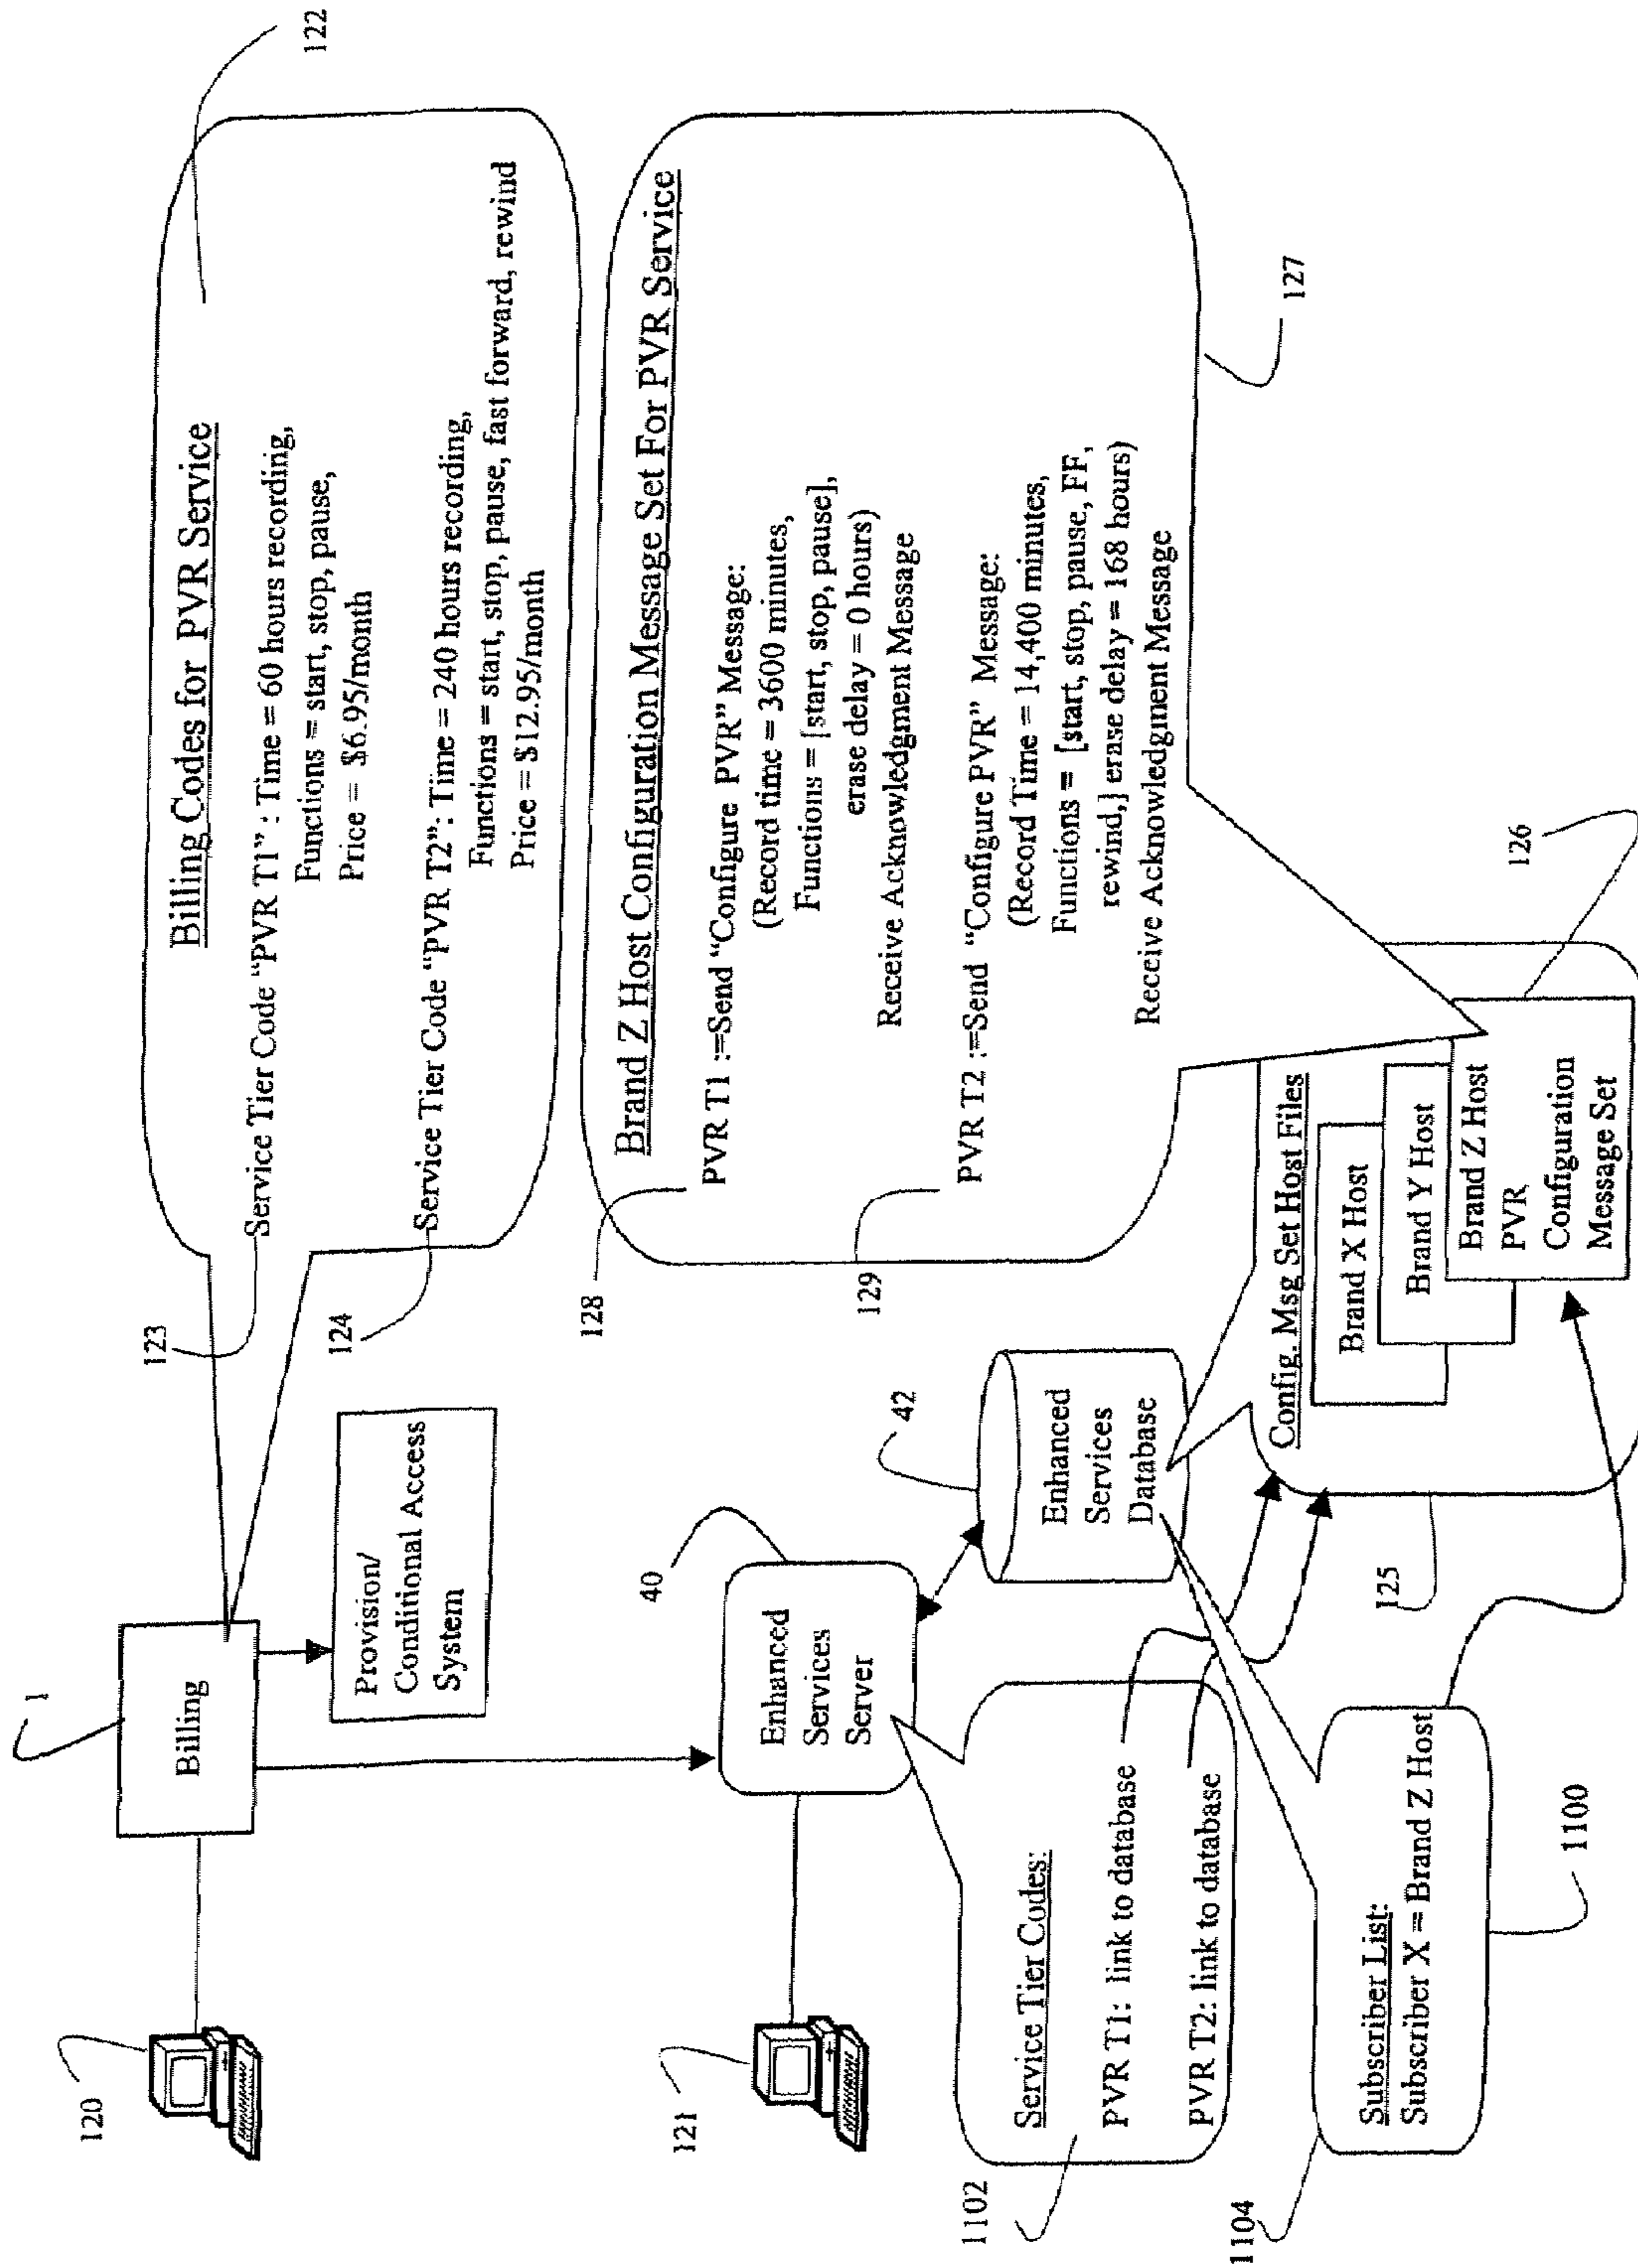 122
Billing Codes for PVR Service
123
Service Tier Code “PVR T1”: Time = 60 hours recording,
Functions = start, stop, pause,
Price = $6.95/month
124
Service Tier Code “PVR T2”: Time = 240 hours recording,
Functions = start, stop, pause, fast forward, rewind
Price = $12.95/month
1
Billing
120
Provision/
Conditional Access
System
Brand Z Host Configuration Message Set For PVR Service
128
PVR T1 :=Send “Configure PVR” Message:
(Record time = 3600 minutes,
Functions = [start, stop, pause],
erase delay = 0 hours)
Receive Acknowledgment Message
129
PVR T2 :=Send “Configure PVR” Message:
(Record Time = 14,400 minutes,
Functions = [start, stop, pause, FF,
rewind,] erase delay = 168 hours)
Receive Acknowledgment Message
127
40
Enhanced
Services
Server
121
42
Enhanced
Services
Database
1102
Service Tier Codes:
PVR T1: link to database
PVR T2: link to database
Config. Msg Set Host Files
Brand X Host
Brand Y Host
Brand Z Host
PVR
Configuration
Message Set
126
125
1104
Subscriber List:
Subscriber X = Brand Z Host
1100